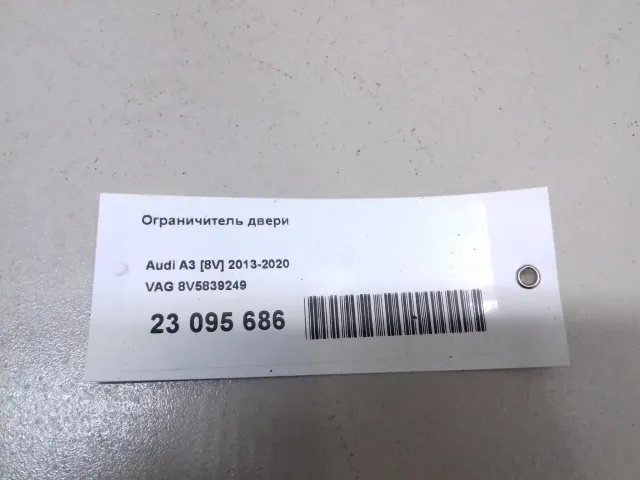 Ограничитель двери
Audi A3 [8V] 2013-2020
VAG 8V5839249
23 095 686